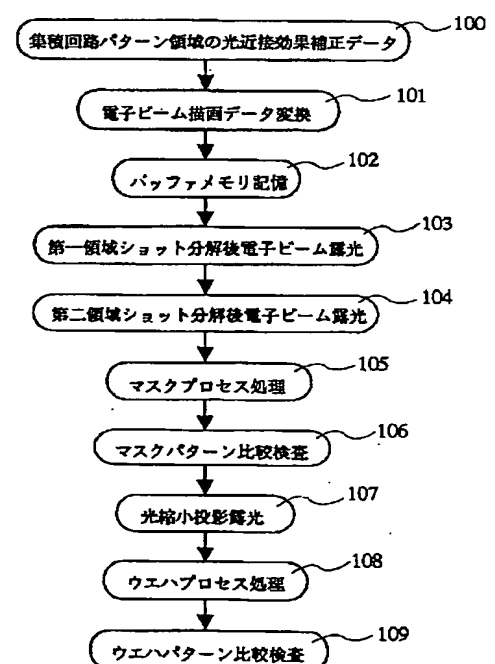 集積回路パターン領域の光近接効果補正データ
100
電子ビーム描画データ変換
101
バッファメモリ記憶
102
第一領域ショット分解後電子ビーム露光
103
第二領域ショット分解後電子ビーム露光
104
マスクプロセス処理
105
マスクパターン比較検査
106
光縮小投影露光
107
ウエハプロセス処理
108
ウエハパターン比較検査
109